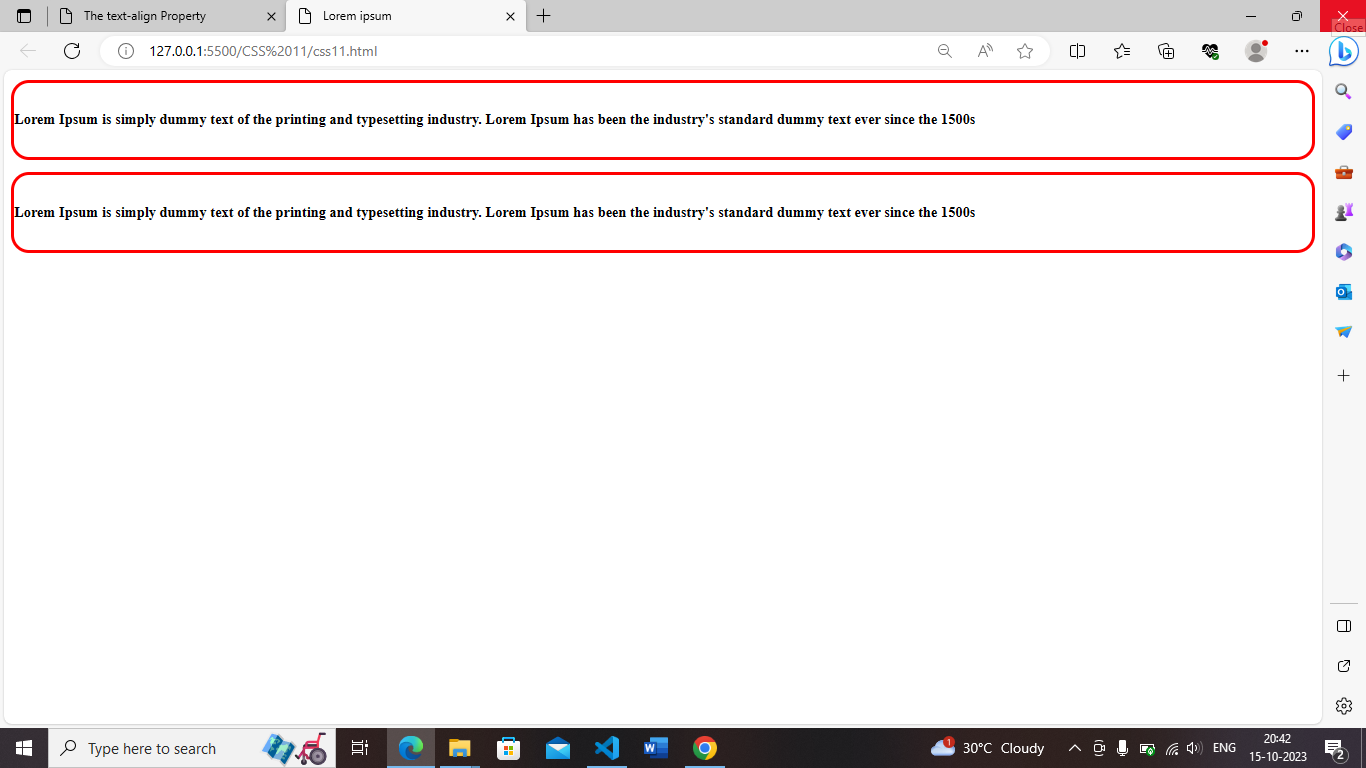 The text-align Property
Lorem ipsum
Close
127.0.0.1:5500/CSS%2011/css11.html
Lorem Ipsum is simply dummy text of the printing and typesetting industry. Lorem Ipsum has been the industry's standard dummy text ever since the 1500s
Lorem Ipsum is simply dummy text of the printing and typesetting industry. Lorem Ipsum has been the industry's standard dummy text ever since the 1500s
Type here to search
1
30°C Cloudy
ENG
20:42
15-10-2023
2